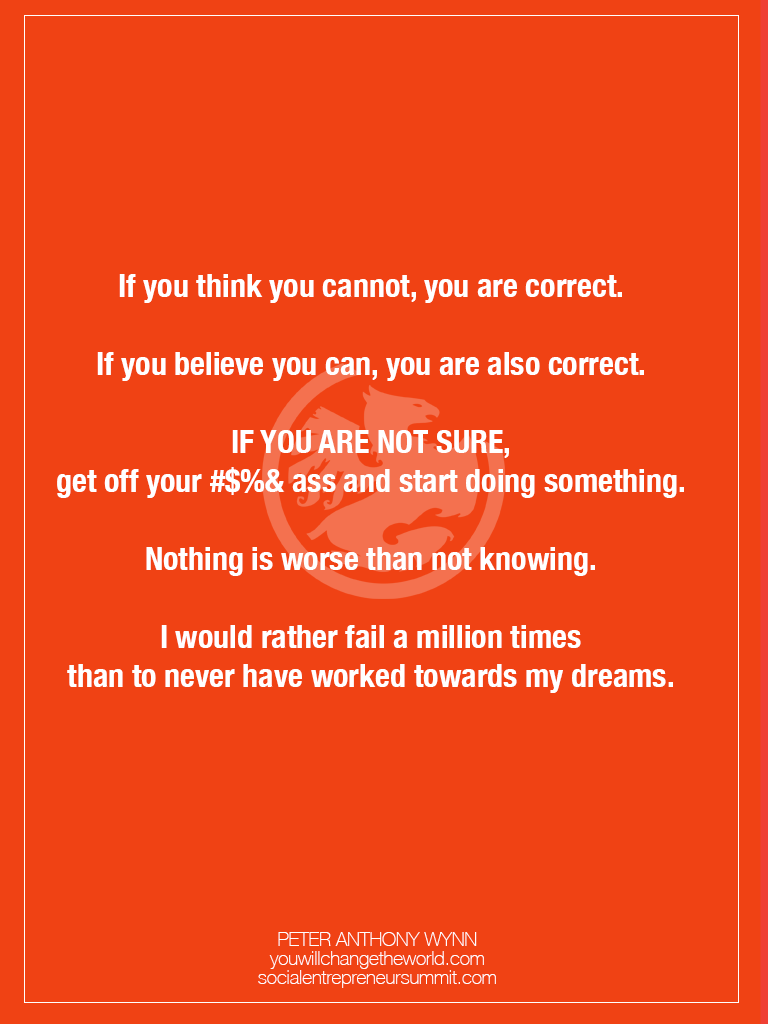 If you think you cannot, you are correct.
If you believe you can, you are also correct.
IF YOU ARE NOT SURE,
get off your #$%& ass and start doing something.
Nothing is worse than not knowing.
I would rather fail a million times
than to never have worked towards my dreams.
PETER ANTHONY WYNN
youwillchangetheworld.com
socialentrepreneursummit.com